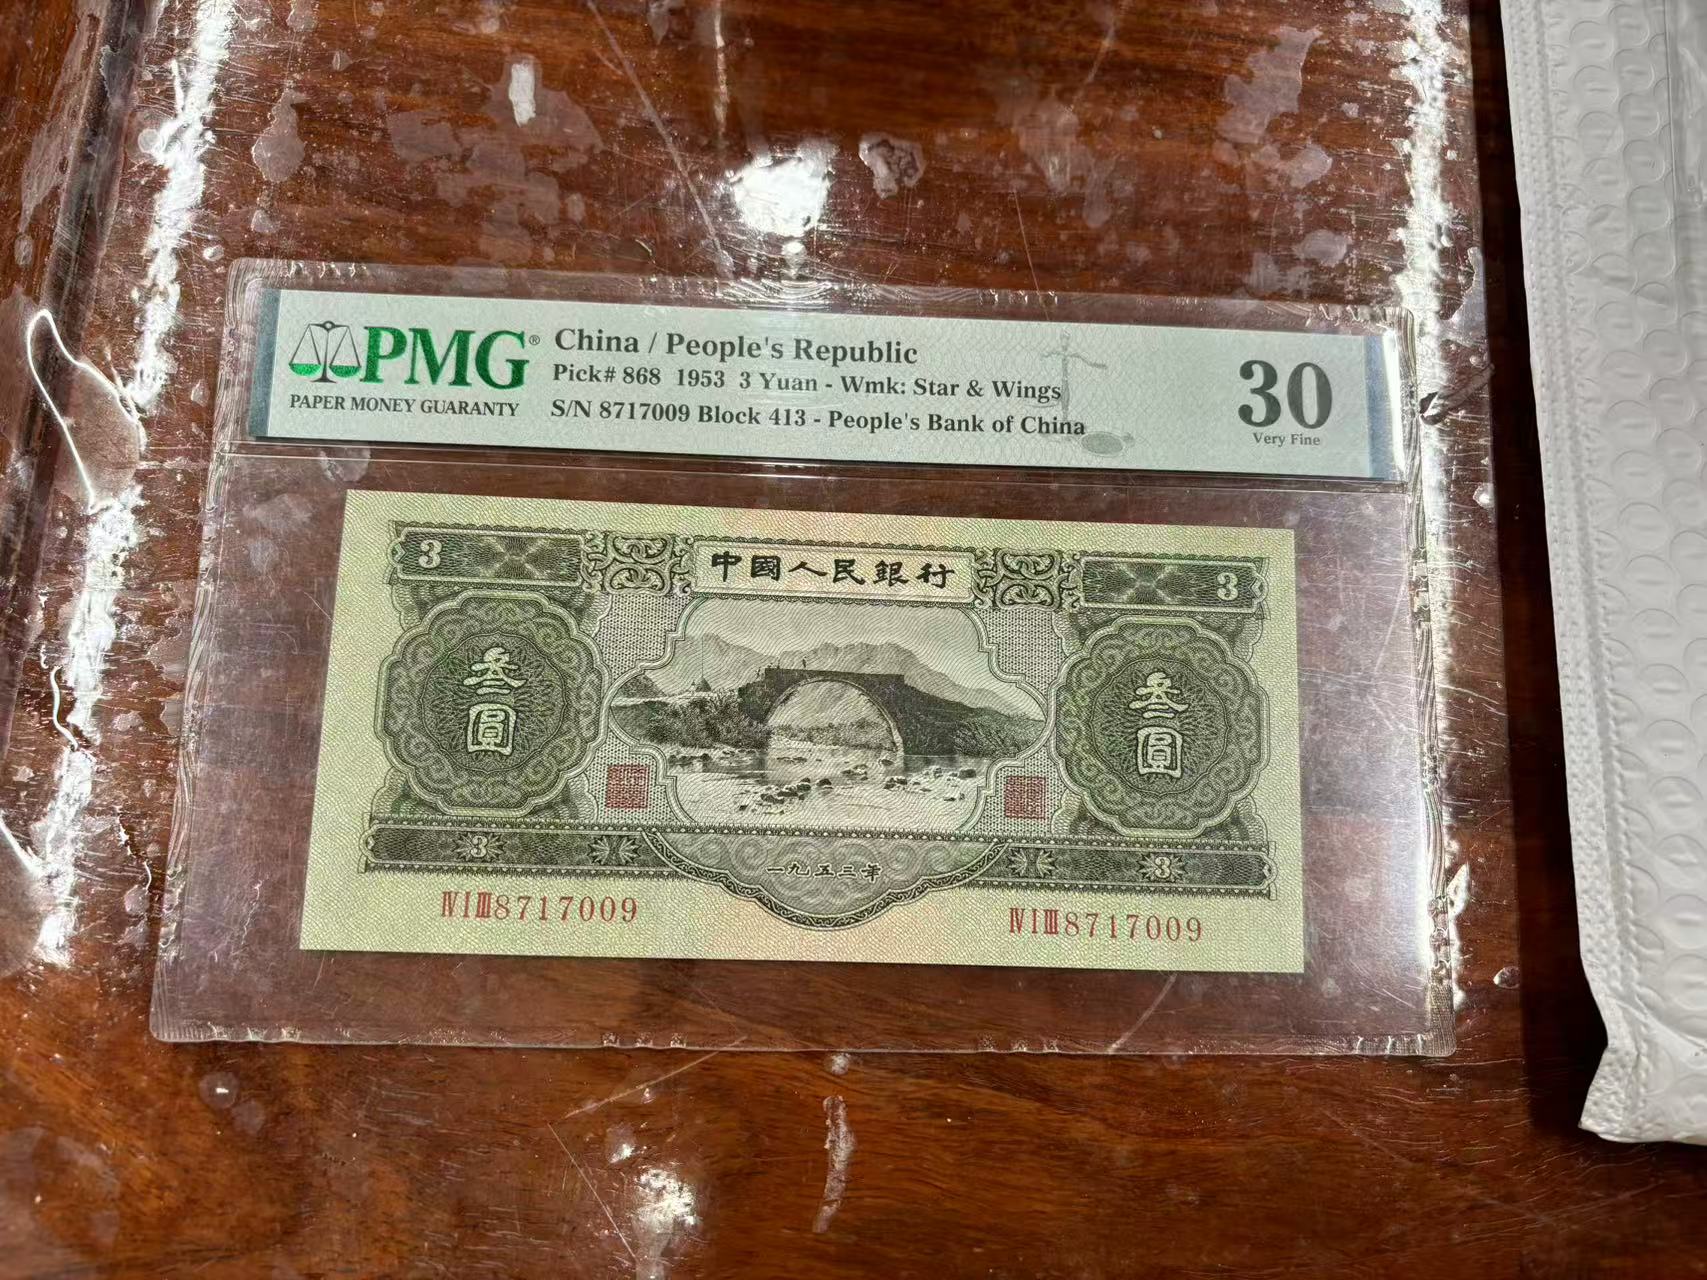 PMG®
PAPER MONEY GUARANTY
China / People's Republic
Pick# 868 1953 3 Yuan - Wmk: Star & Wings
S/N 8717009 Block 413 - People's Bank of China
30
Very Fine
3
中國人民銀行
3
叁圓
叁圓
3
一九五三年
3
ⅣⅠⅢ8717009
ⅣⅠⅢ8717009